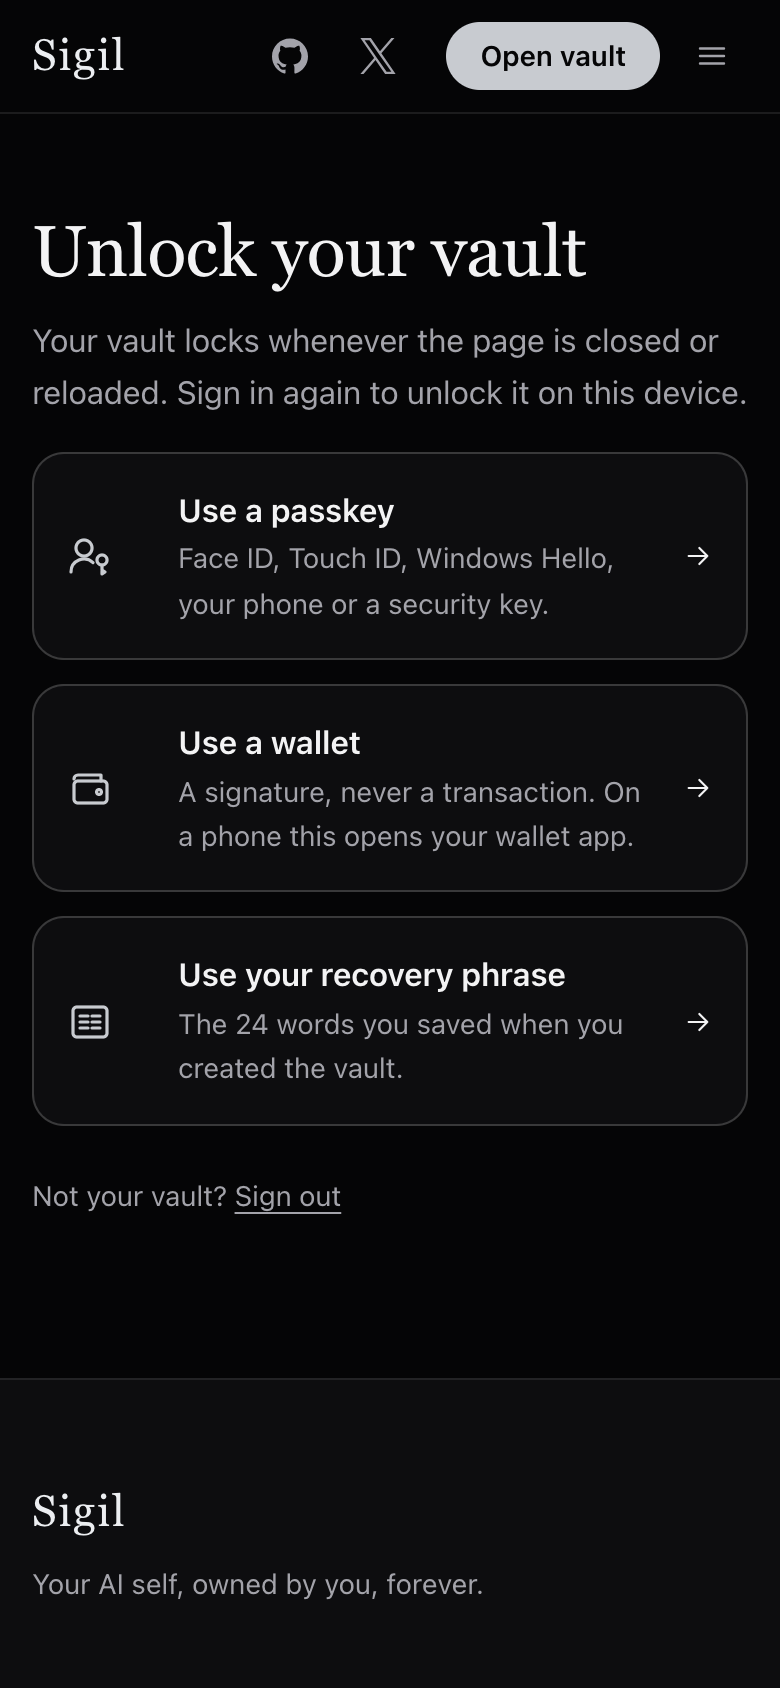 Sigil
Open vault
Unlock your vault
Your vault locks whenever the page is closed or
reloaded. Sign in again to unlock it on this device.
Use a passkey
Face ID, Touch ID, Windows Hello,
your phone or a security key.
Use a wallet
A signature, never a transaction. On
a phone this opens your wallet app.
Use your recovery phrase
The 24 words you saved when you
created the vault.
Not your vault? Sign out
Sigil
Your AI self, owned by you, forever.